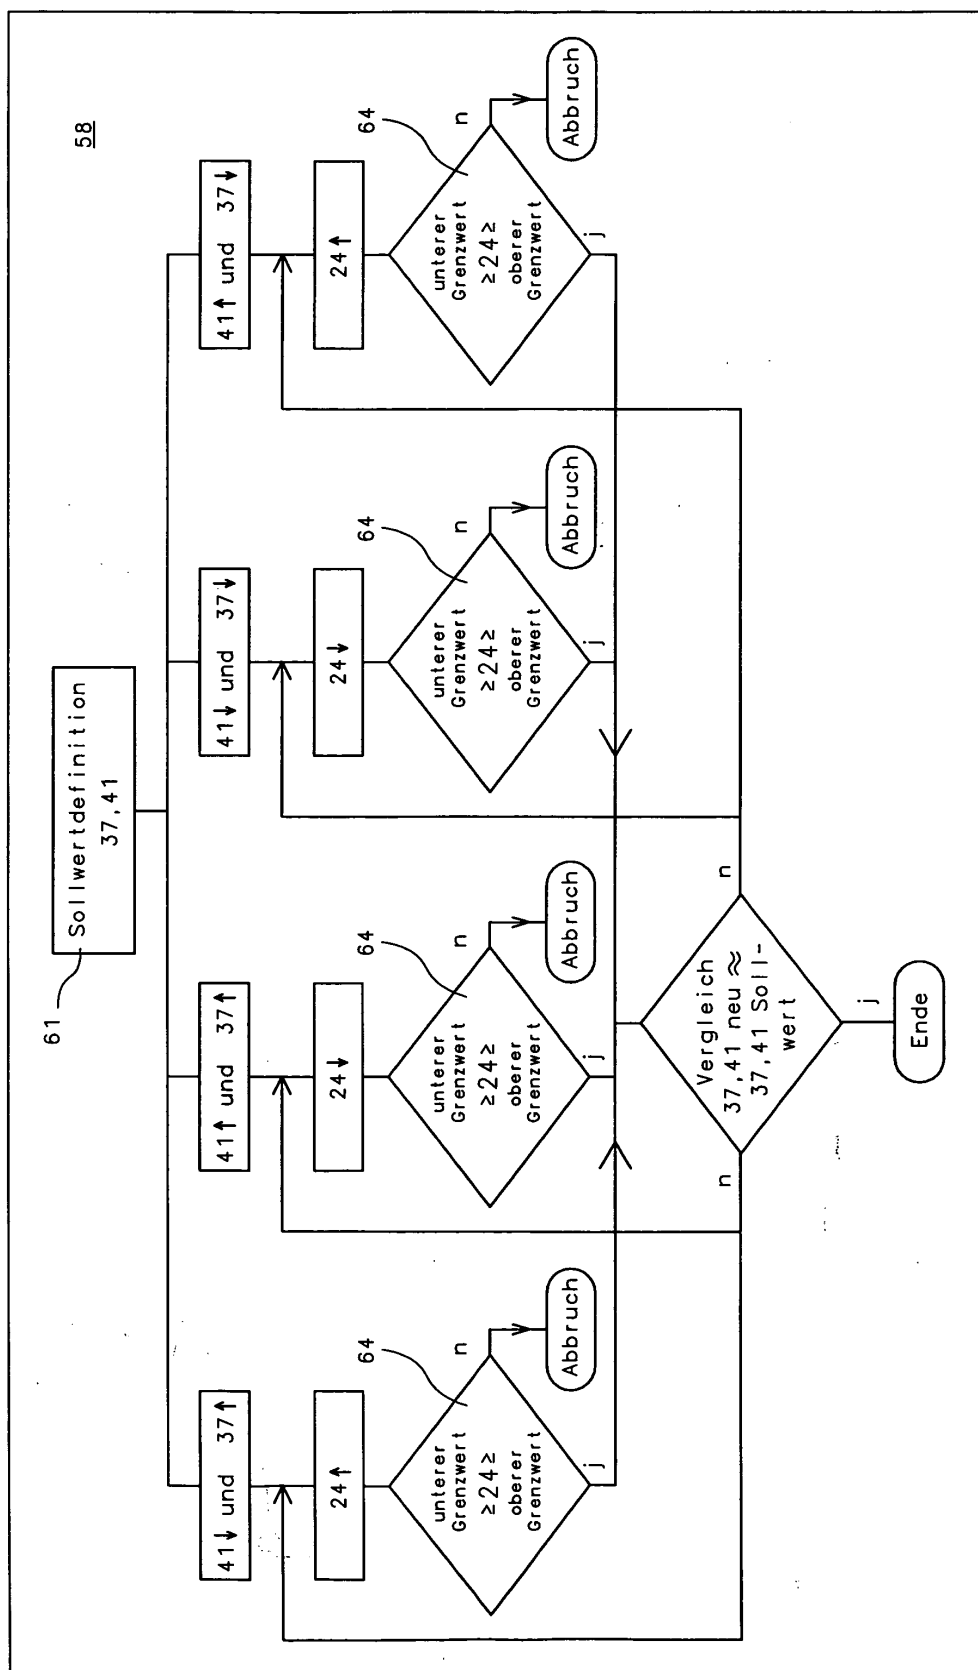 58
61
Sollwertdefinition
37,41
41↓ und 37↑
41↑ und 37↑
41↓ und 37↓
41↑ und 37↓
24↑
24↓
24↓
24↑
64
unterer
Grenzwert
≥24≥
oberer
Grenzwert
n
j
Abbruch
64
unterer
Grenzwert
≥24≥
oberer
Grenzwert
n
j
Abbruch
64
unterer
Grenzwert
≥24≥
oberer
Grenzwert
n
j
Abbruch
64
unterer
Grenzwert
≥24≥
oberer
Grenzwert
n
j
Abbruch
n
Vergleich
37,41 neu ≈
37,41 Soll-
wert
n
j
Ende